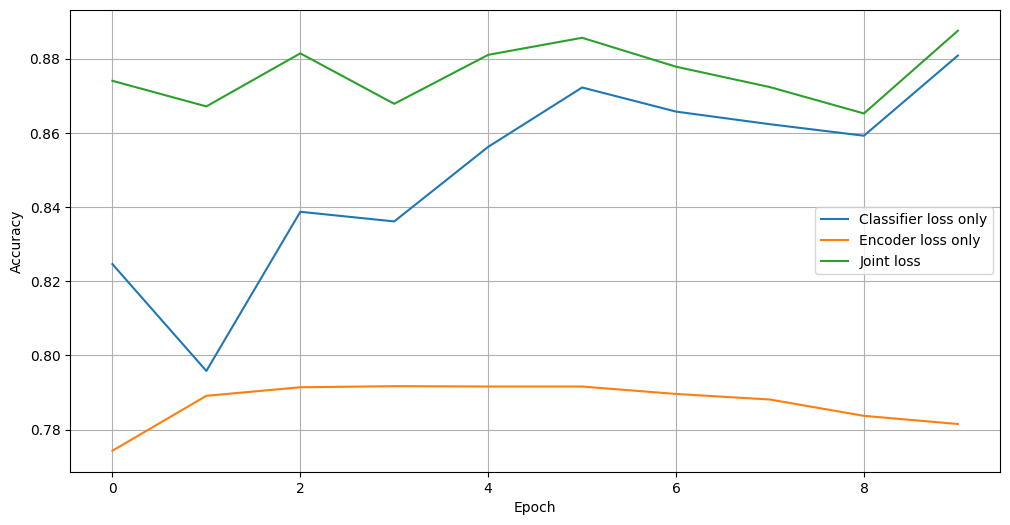 0.88
0.86
0.84
0.82
0.80
0.78
Accuracy
0 2 4 6 8
Epoch
Classifier loss only
Encoder loss only
Joint loss